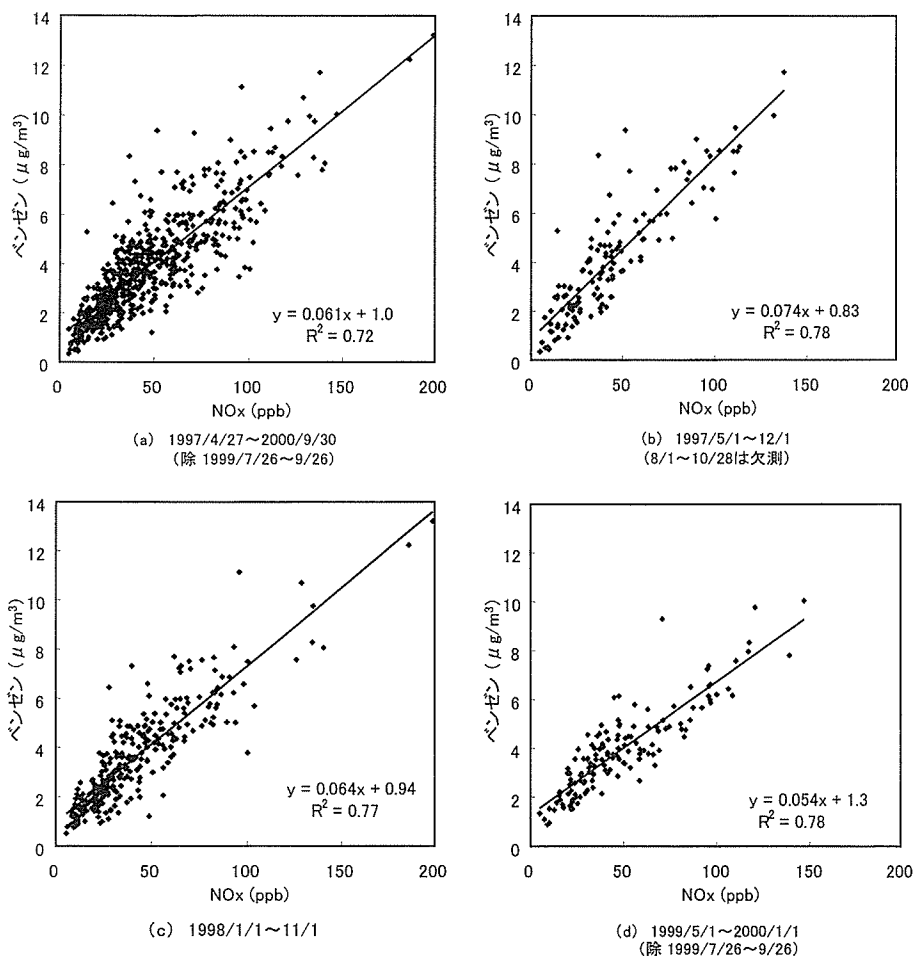 14
12
10
8
6
4
2
0
ベンゼン (μg/m³)
y = 0.061x + 1.0
R² = 0.72
0 50 100 150 200
NOx (ppb)
(a) 1997/4/27~2000/9/30
(除 1999/7/26~9/26)
14
12
10
8
6
4
2
0
ベンゼン (μg/m³)
y = 0.074x + 0.83
R² = 0.78
0 50 100 150 200
NOx (ppb)
(b) 1997/5/1~12/1
(8/1~10/28は欠測)
14
12
10
8
6
4
2
0
ベンゼン (μg/m³)
y = 0.064x + 0.94
R² = 0.77
0 50 100 150 200
NOx (ppb)
(c) 1998/1/1~11/1
14
12
10
8
6
4
2
0
ベンゼン (μg/m³)
y = 0.054x + 1.3
R² = 0.78
0 50 100 150 200
NOx (ppb)
(d) 1999/5/1~2000/1/1
(除 1999/7/26~9/26)